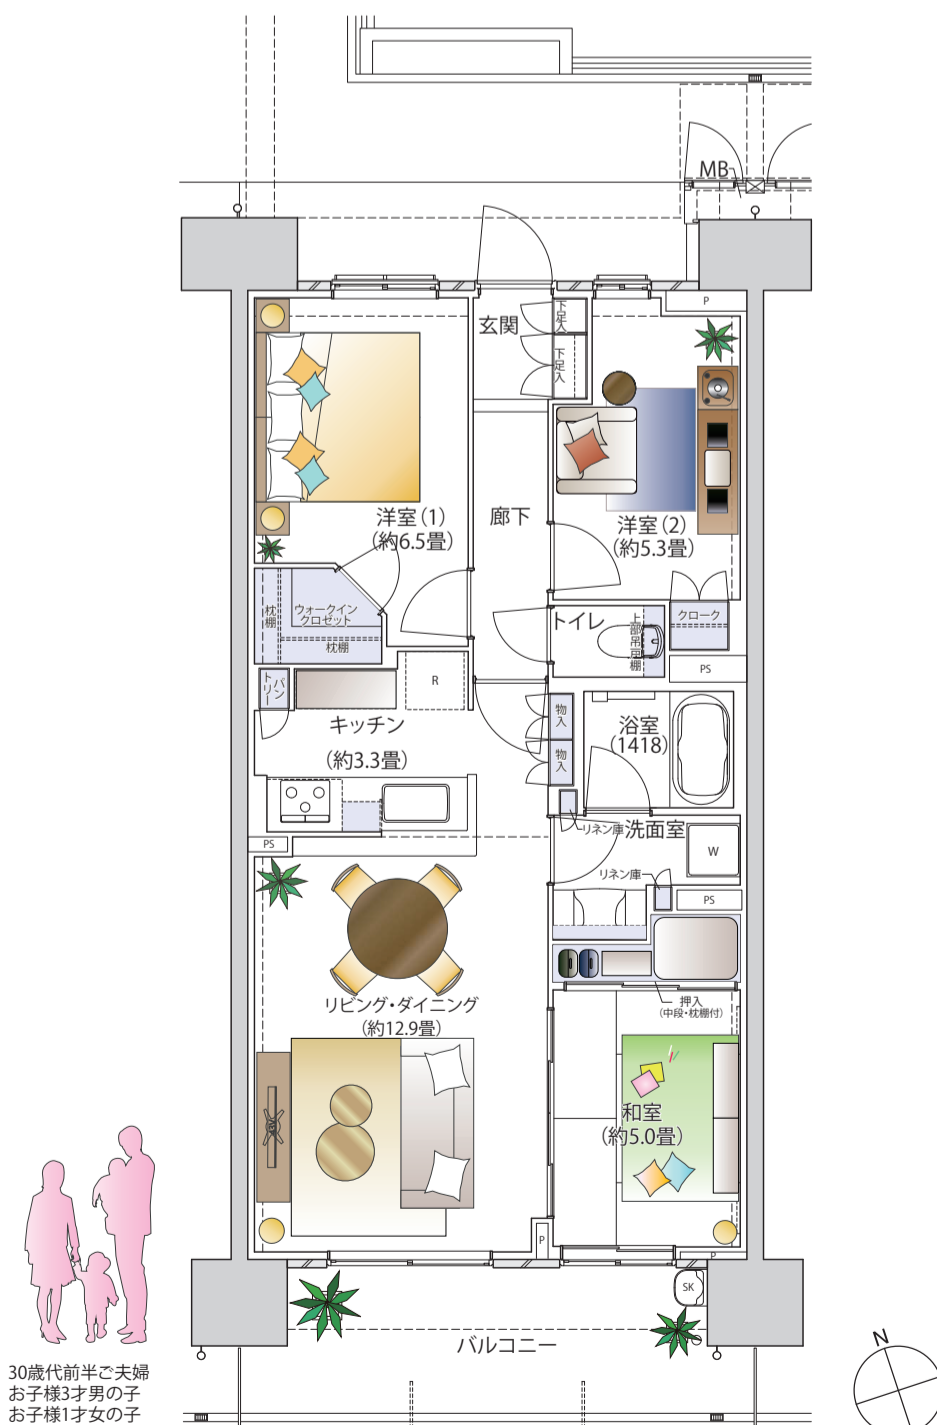 MB
P
玄関
下足入
下足入
洋室（1）
（約6.5畳）
廊下
洋室（2）
（約5.3畳）
枕棚
ウォークイン
クロゼット
枕棚
トイレ
上部吊戸棚
クローク
PS
パントリー
R
キッチン
（約3.3畳）
物入
物入
浴室
（1418）
リネン庫
洗面室
W
リネン庫
PS
PS
リビング・ダイニング
（約12.9畳）
押入
（中段・枕棚付）
和室
（約5.0畳）
P
P
SK
バルコニー
N
30歳代前半ご夫婦
お子様3才男の子
お子様1才女の子